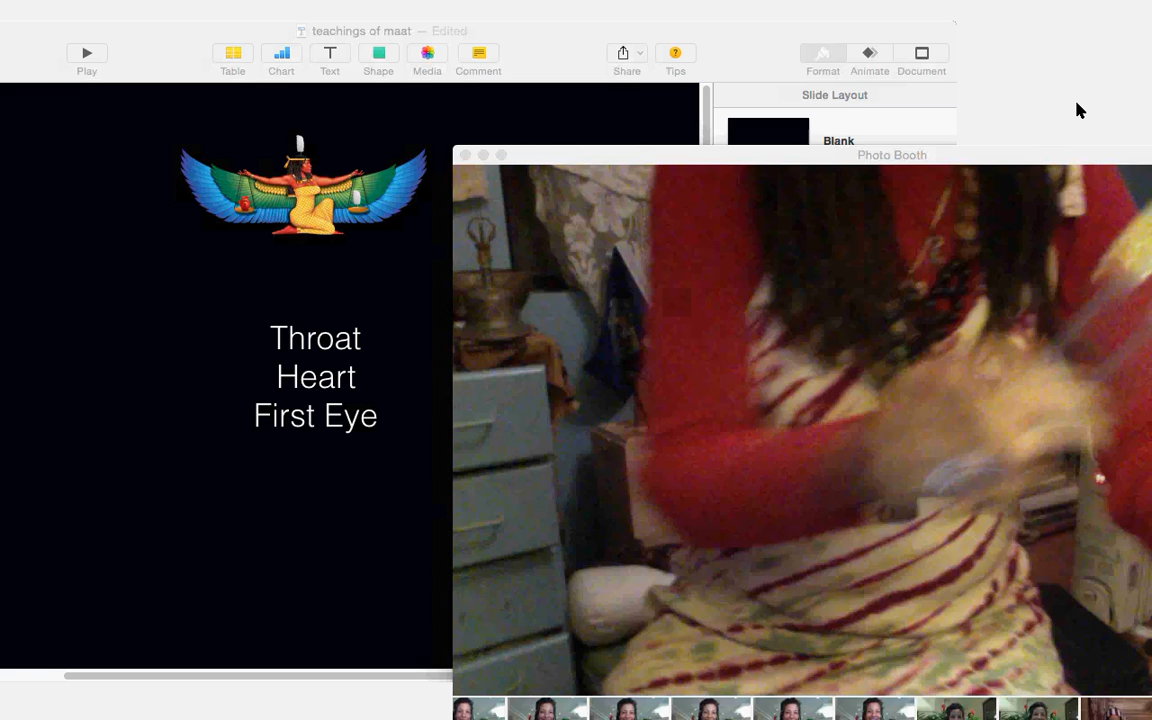 teachings of maat — Edited
Play
Table
Chart
Text
Shape
Media
Comment
Share
Tips
Format
Animate
Document
Slide Layout
Blank
Photo Booth
Throat
Heart
First Eye